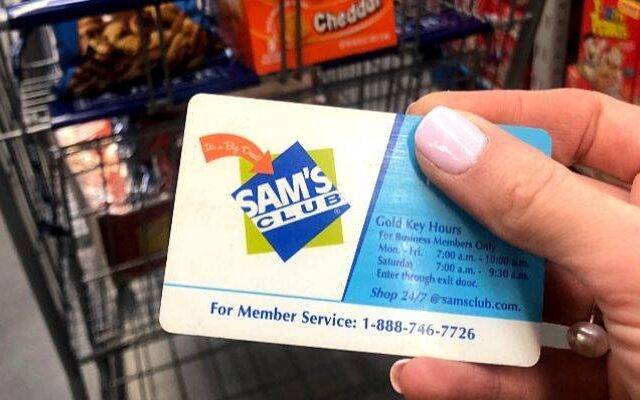 Cheddar
It's a Big Deal!
SAM'S
CLUB®
Gold Key Hours
For Business Members Only
Mon. - Fri. 7:00 a.m. - 10:00 a.m.
Saturday 7:00 a.m. - 9:30 a.m.
Enter through exit door.
Shop 24/7 @samsclub.com.
For Member Service: 1-888-746-7726